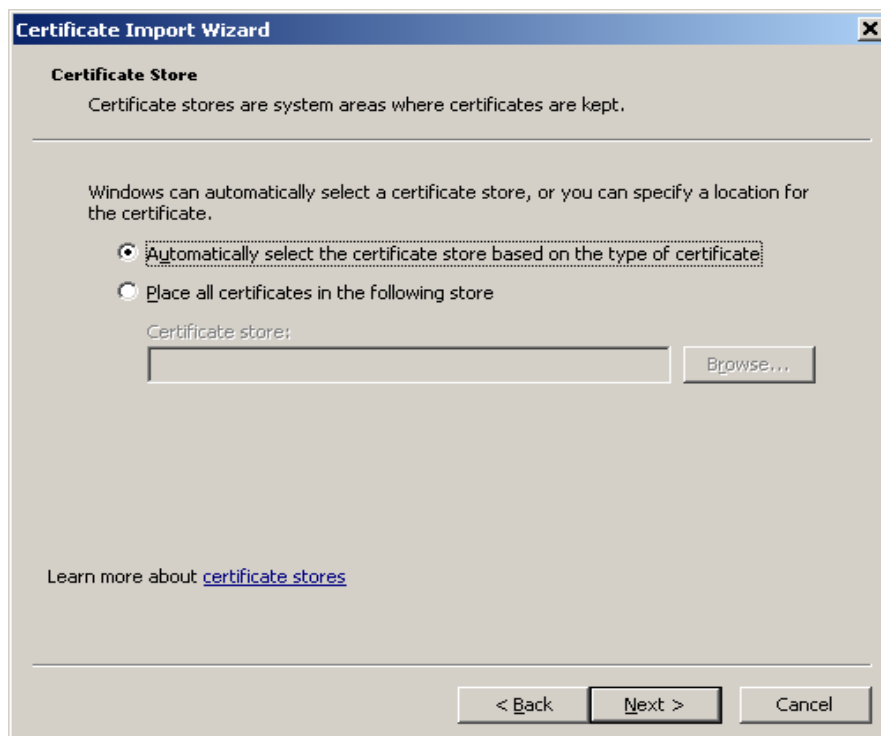 Certificate Import Wizard
Certificate Store
Certificate stores are system areas where certificates are kept.
Windows can automatically select a certificate store, or you can specify a location for
the certificate.
Automatically select the certificate store based on the type of certificate
Place all certificates in the following store
Certificate store:
Browse...
Learn more about certificate stores
< Back Next > Cancel